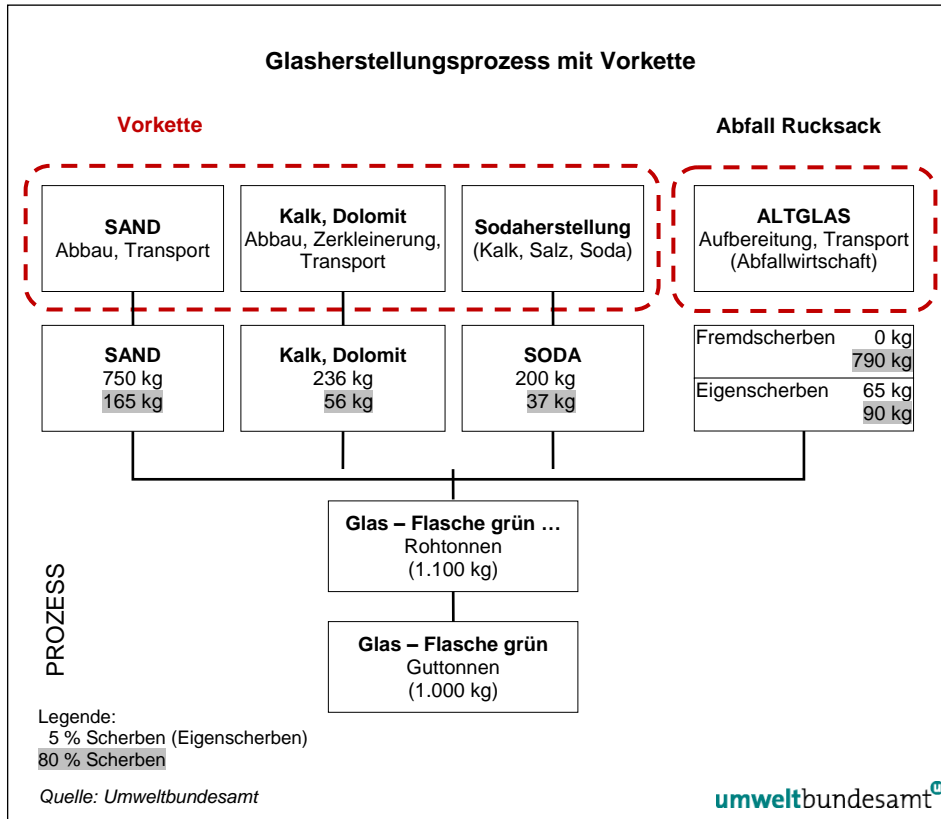 Glasherstellungsprozess mit Vorkette
Vorkette
Abfall Rucksack
SAND
Abbau, Transport
Kalk, Dolomit
Abbau, Zerkleinerung,
Transport
Sodaherstellung
(Kalk, Salz, Soda)
ALTGLAS
Aufbereitung, Transport
(Abfallwirtschaft)
SAND
750 kg
165 kg
Kalk, Dolomit
236 kg
56 kg
SODA
200 kg
37 kg
Fremdscherben 0 kg
790 kg
Eigenscherben 65 kg
90 kg
Glas – Flasche grün ...
Rohtonnen
(1.100 kg)
PROZESS
Glas – Flasche grün
Guttonnen
(1.000 kg)
Legende:
5 % Scherben (Eigenscherben)
80 % Scherben
Quelle: Umweltbundesamt
umweltbundesamt u